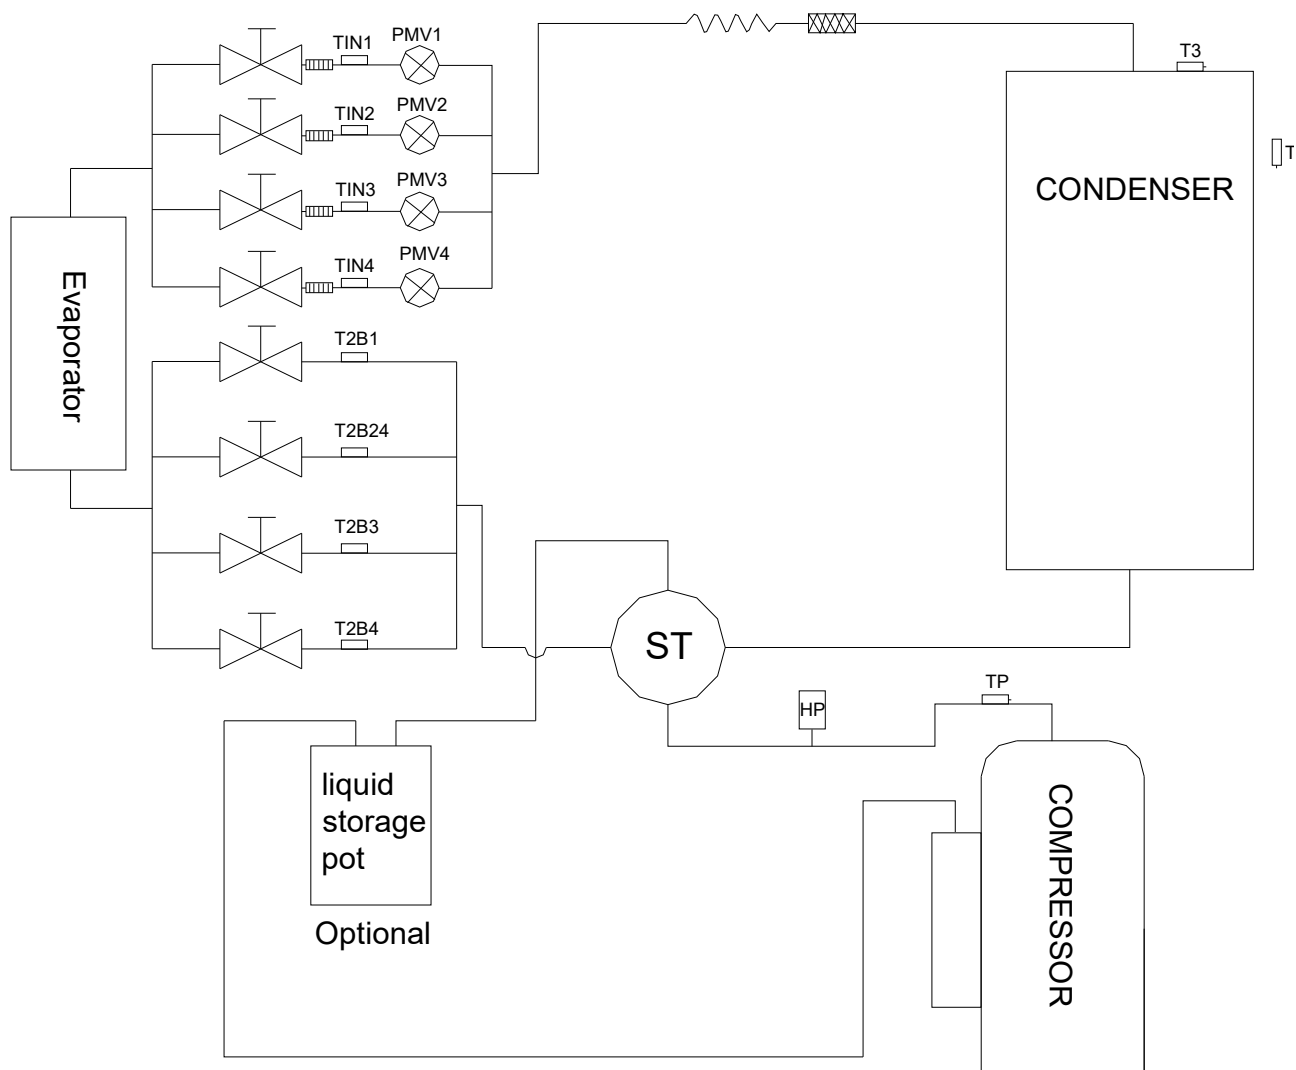 TIN1
PMV1
T3
TIN2
PMV2
T
CONDENSER
TIN3
PMV3
TIN4
PMV4
Evaporator
T2B1
T2B24
T2B3
T2B4
ST
TP
HP
liquid
storage
pot
Optional
COMPRESSOR